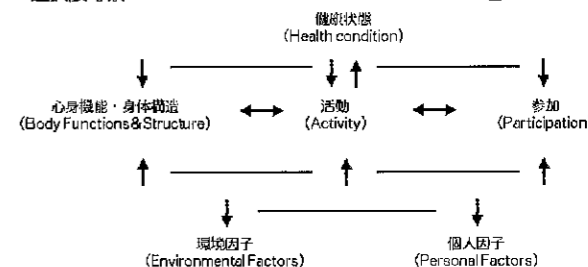 健康状態
(Health condition)
心身機能・身体構造
(Body Functions&Structure)
活動
(Activity)
参加
(Participation
環境因子
(Environmental Factors)
個人因子
(Personal Factors)